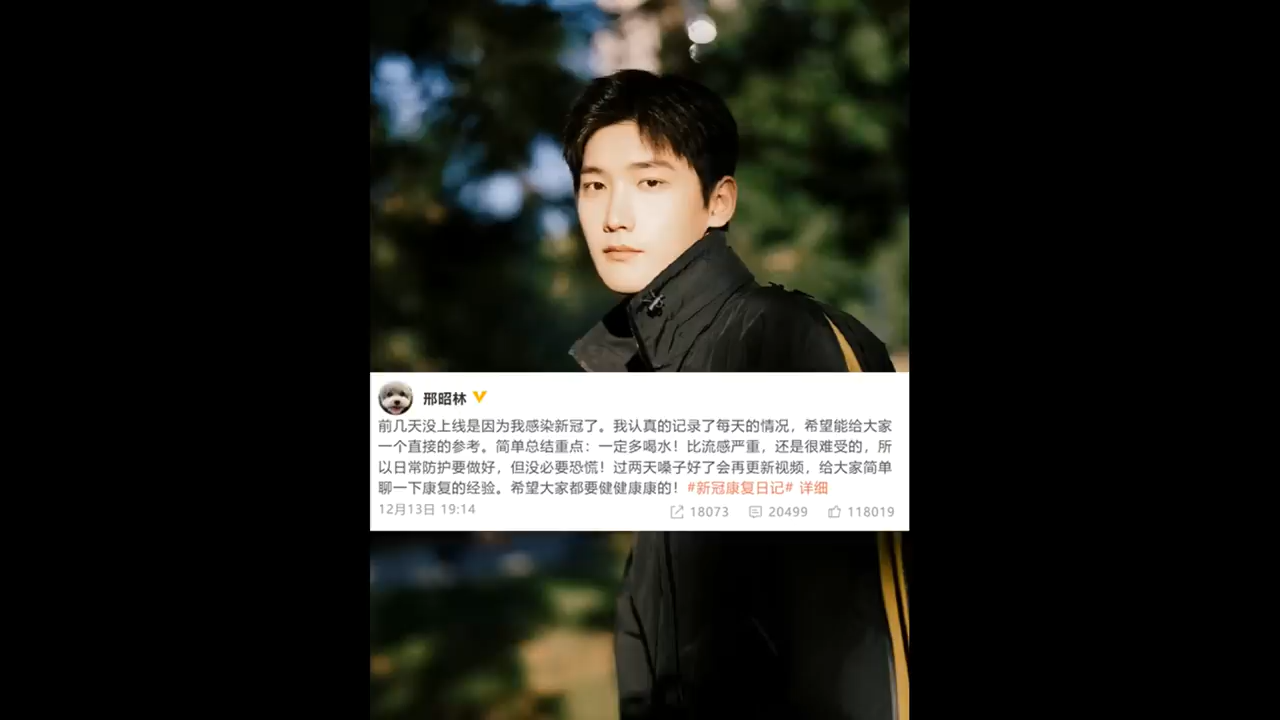 邢昭林
前几天没上线是因为我感染新冠了。我认真的记录了每天的情况，希望能给大家
一个直接的参考。简单总结重点：一定多喝水！比流感严重，还是很难受的，所
以日常防护要做好，但没必要恐慌！过两天嗓子好了会再更新视频，给大家简单
聊一下康复的经验。希望大家都要健健康康的！#新冠康复日记# 详细
12月13日 19:14 18073 20499 118019